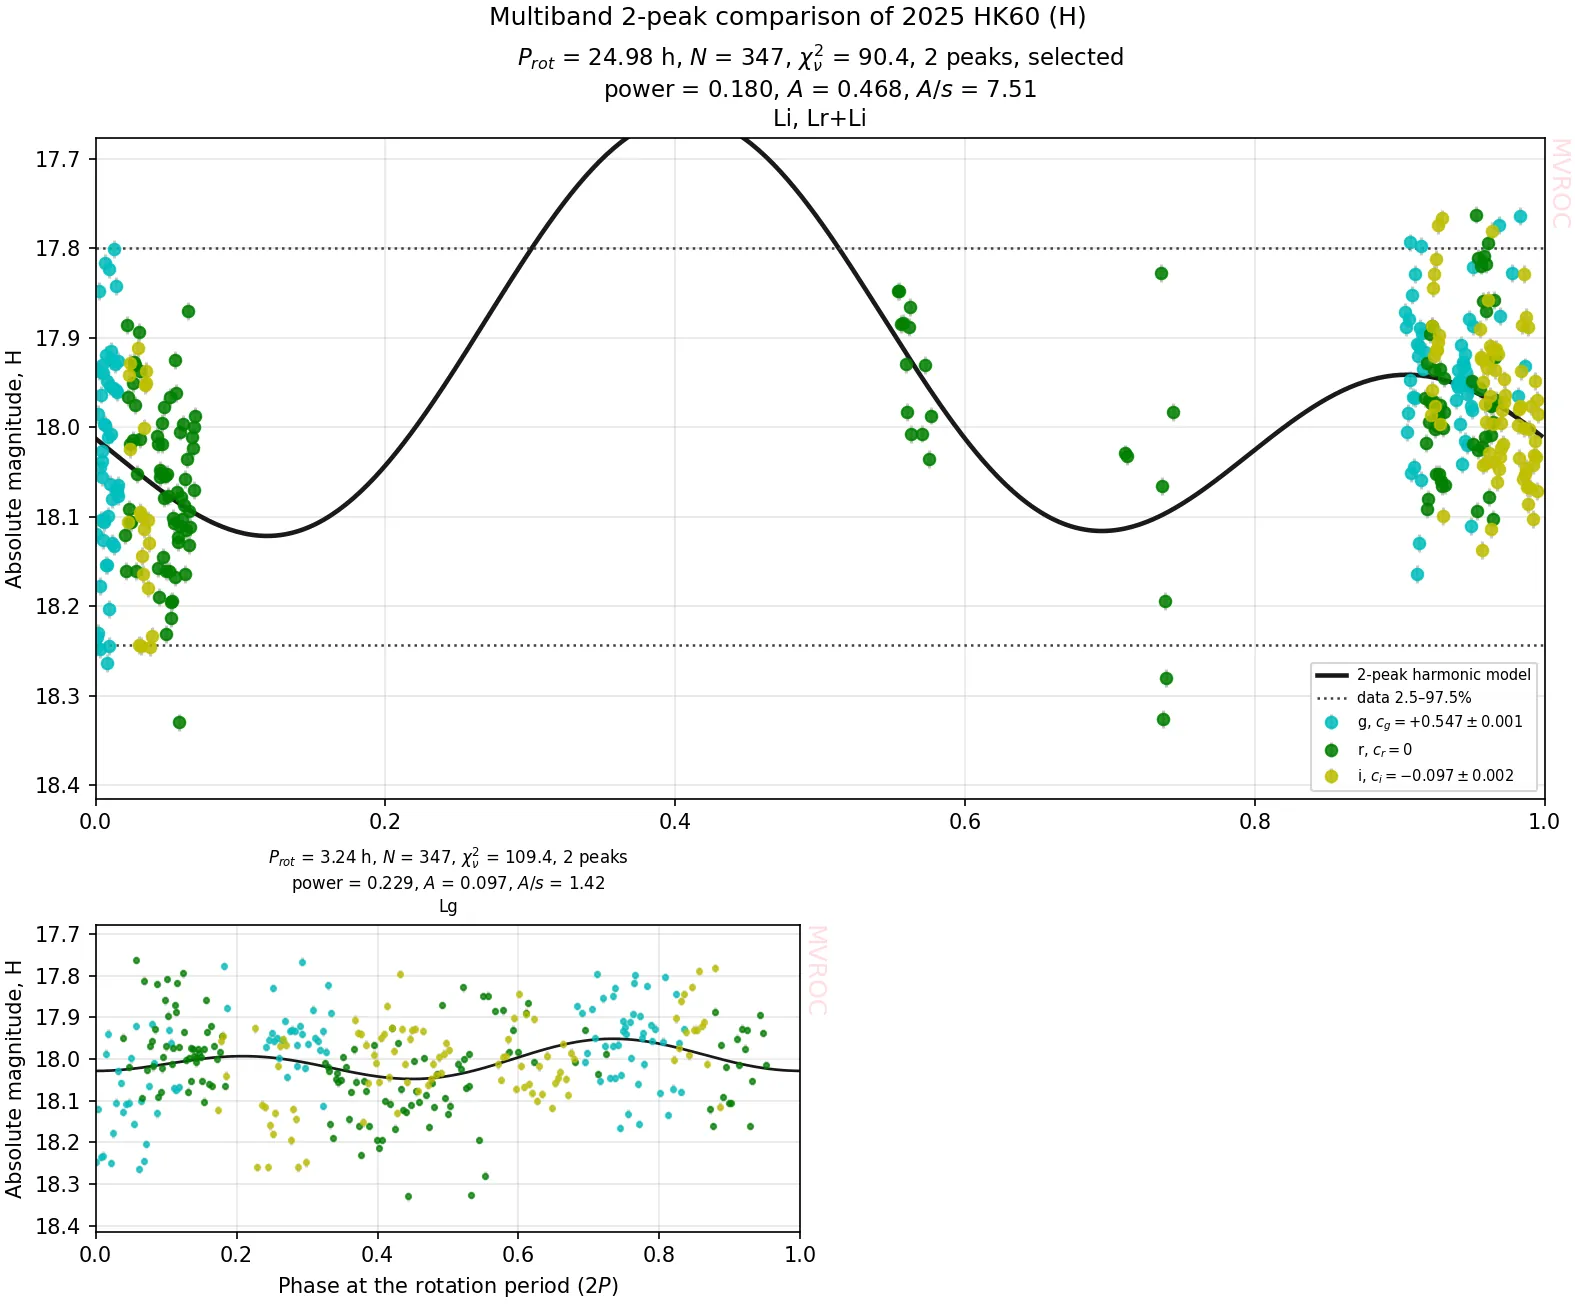 Multiband 2-peak comparison of 2025 HK60 (H)
P_rot = 24.98 h, N = 347, χ²_ν = 90.4, 2 peaks, selected
power = 0.180, A = 0.468, A/s = 7.51
Li, Lr+Li
MVROC
Absolute magnitude, H
17.7
17.8
17.9
18.0
18.1
18.2
18.3
18.4
2-peak harmonic model
data 2.5–97.5%
g, c_g = +0.547 ± 0.001
r, c_r = 0
i, c_i = −0.097 ± 0.002
0.0 0.2 0.4 0.6 0.8 1.0
P_rot = 3.24 h, N = 347, χ²_ν = 109.4, 2 peaks
power = 0.229, A = 0.097, A/s = 1.42
Lg
MVROC
Absolute magnitude, H
17.7
17.8
17.9
18.0
18.1
18.2
18.3
18.4
0.0 0.2 0.4 0.6 0.8 1.0
Phase at the rotation period (2P)